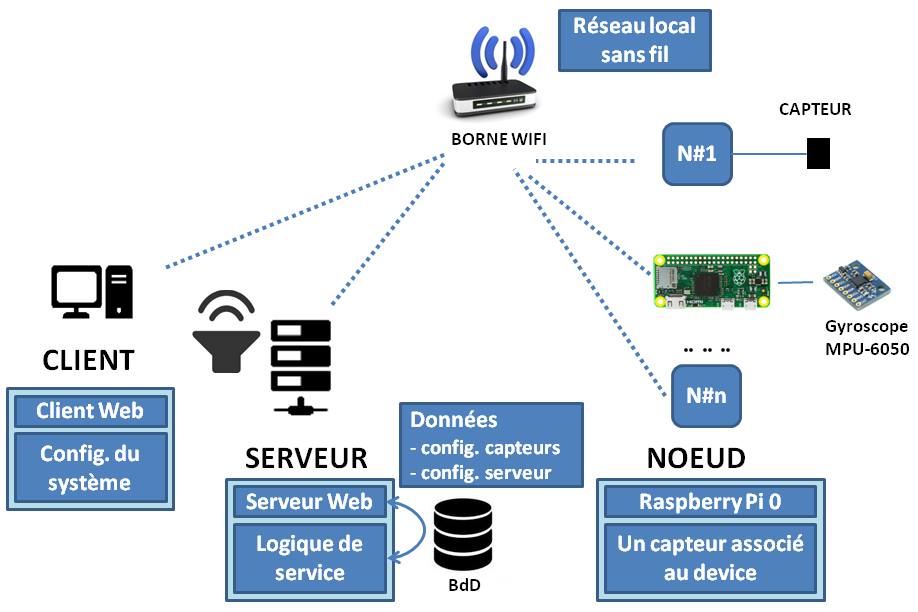 Réseau local
sans fil
BORNE WIFI
CAPTEUR
N#1
HDMI
Gyroscope
MPU-6050
.. .. ..
N#n
CLIENT
Client Web
Config. du
système
SERVEUR
Serveur Web
Logique de
service
Données
- config. capteurs
- config. serveur
BdD
NOEUD
Raspberry Pi 0
Un capteur associé
au device